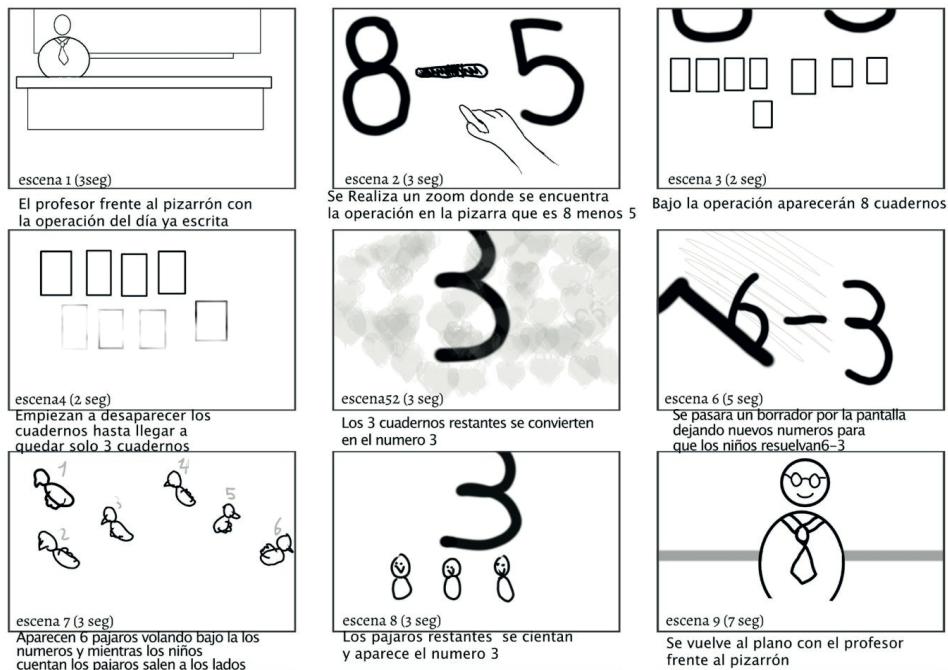 escena 1 (3seg)
El profesor frente al pizarrón con
la operación del día ya escrita
8 - 5
escena 2 (3 seg)
Se Realiza un zoom donde se encuentra
la operación en la pizarra que es 8 menos 5
escena 3 (2 seg)
Bajo la operación aparecerán 8 cuadernos
escena4 (2 seg)
Empiezan a desaparecer los
cuadernos hasta llegar a
quedar solo 3 cuadernos
3
escena52 (3 seg)
Los 3 cuadernos restantes se convierten
en el numero 3
6 - 3
escena 6 (5 seg)
Se pasara un borrador por la pantalla
dejando nuevos numeros para
que los niños resuelvan6-3
1
2
3
4
5
6
escena 7 (3 seg)
Aparecen 6 pajaros volando bajo la los
numeros y mientras los niños
cuentan los pajaros salen a los lados
3
escena 8 (3 seg)
Los pajaros restantes se cientan
y aparece el numero 3
escena 9 (7 seg)
Se vuelve al plano con el profesor
frente al pizarrón